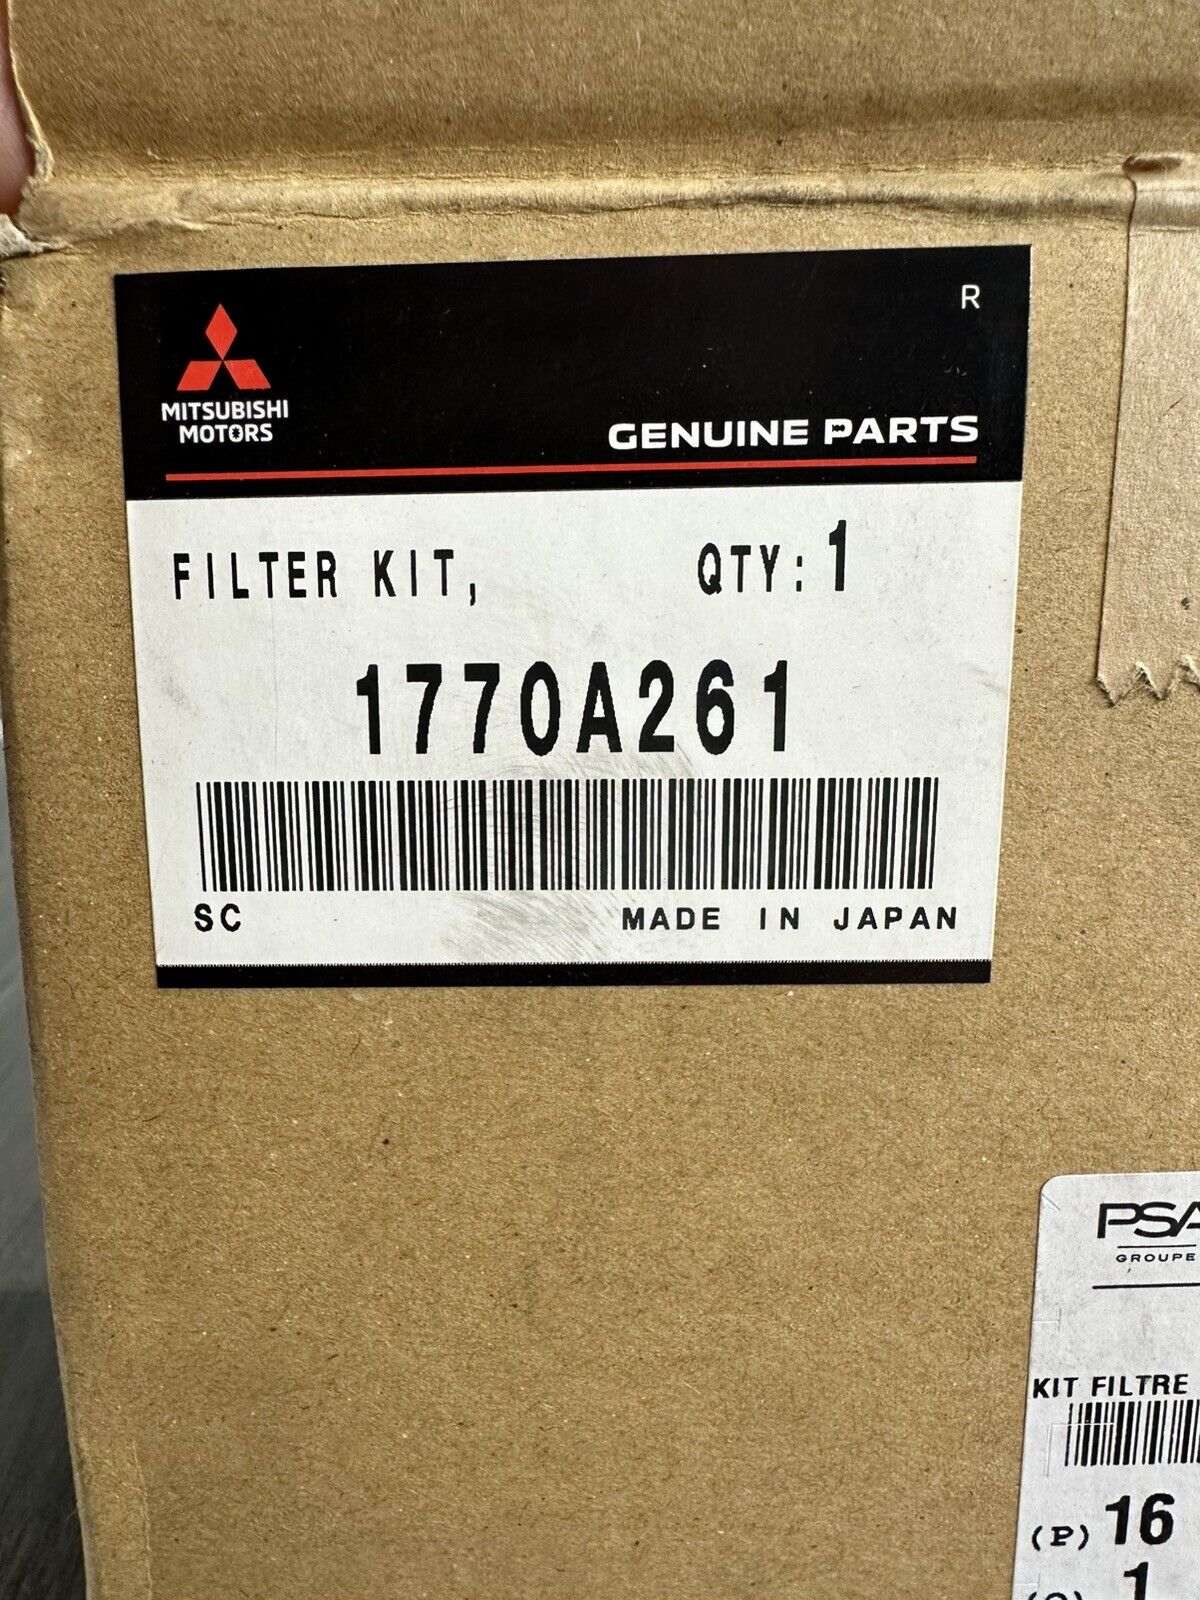 R
MITSUBISHI
MOTORS
GENUINE PARTS
FILTER KIT, QTY:1
1770A261
SC MADE IN JAPAN
PSA
GROUPE
KIT FILTRE
(P) 16
1